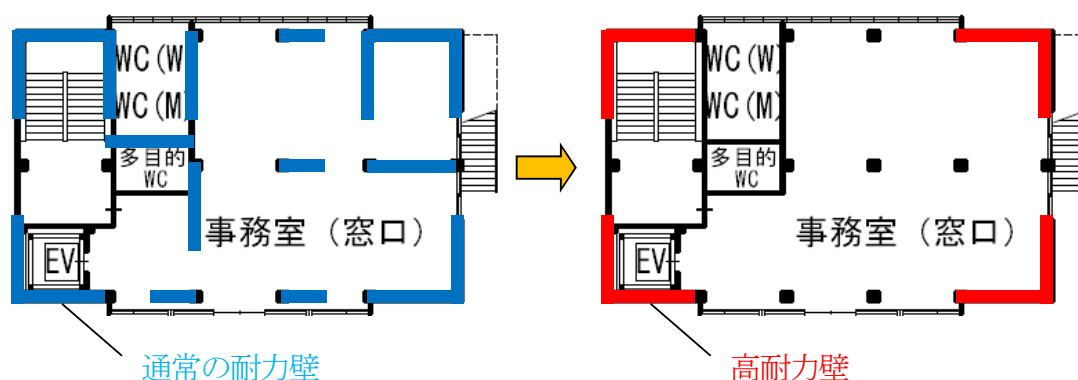 WC(W
WC(M)
多目的
WC
事務室（窓口）
EV
通常の耐力壁
WC(W)
WC(M)
多目的
WC
事務室（窓口）
EV
高耐力壁